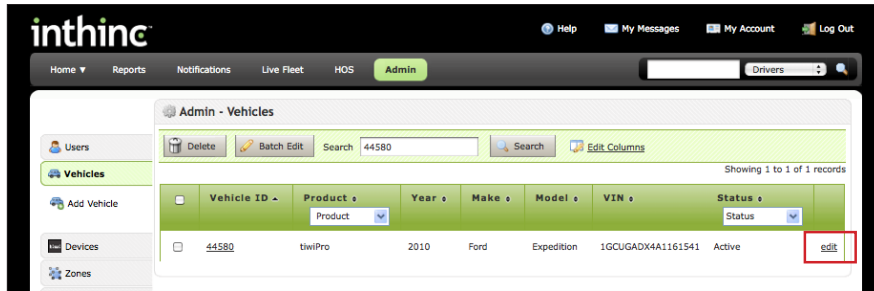 inthinc
Help My Messages My Account Log Out
Home ▼ Reports Notifications Live Fleet HOS Admin Drivers
Admin - Vehicles
Users
Delete Batch Edit Search 44580 Search Edit Columns
Vehicles
Showing 1 to 1 of 1 records
Add Vehicle
Vehicle ID Product Year Make Model VIN Status
Product Status
Devices
44580 tiwiPro 2010 Ford Expedition 1GCUGADX4A1161541 Active edit
Zones